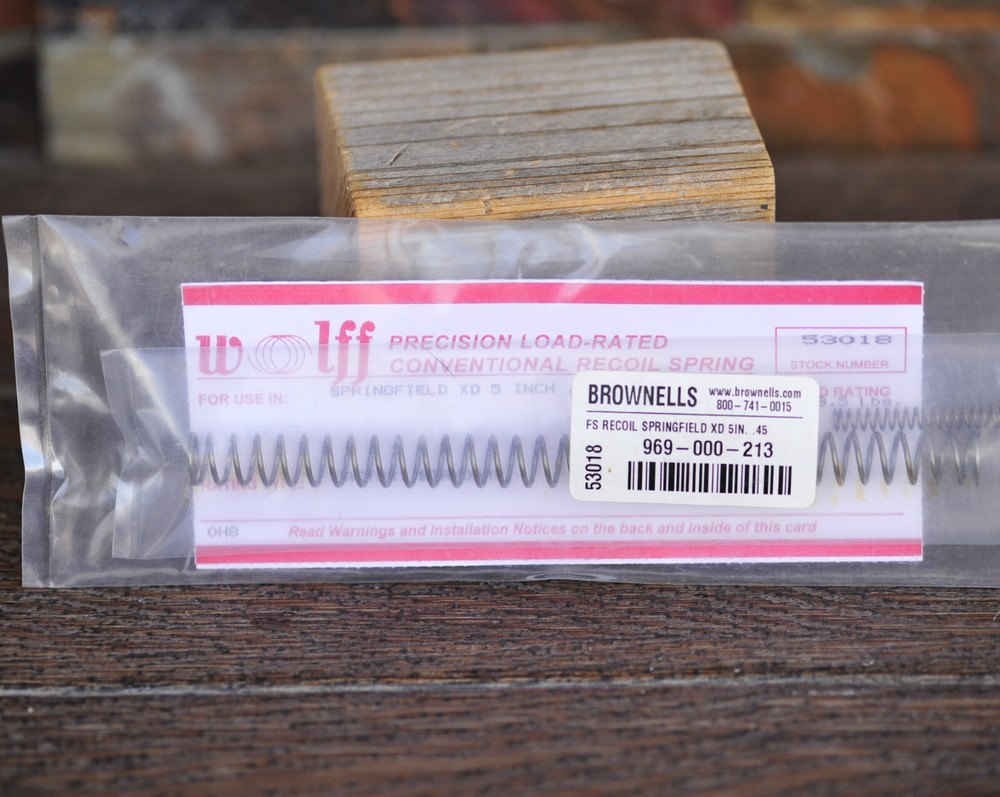 wolff
PRECISION LOAD-RATED
CONVENTIONAL RECOIL SPRING
53018
STOCK NUMBER
FOR USE IN:
SPRINGFIELD XD 5 INCH
RATING
Lbs.
BROWNELLS
www.brownells.com
800-741-0015
FS RECOIL SPRINGFIELD XD 5IN. .45
969-000-213
53018
OHB
Read Warnings and Installation Notices on the back and inside of this card